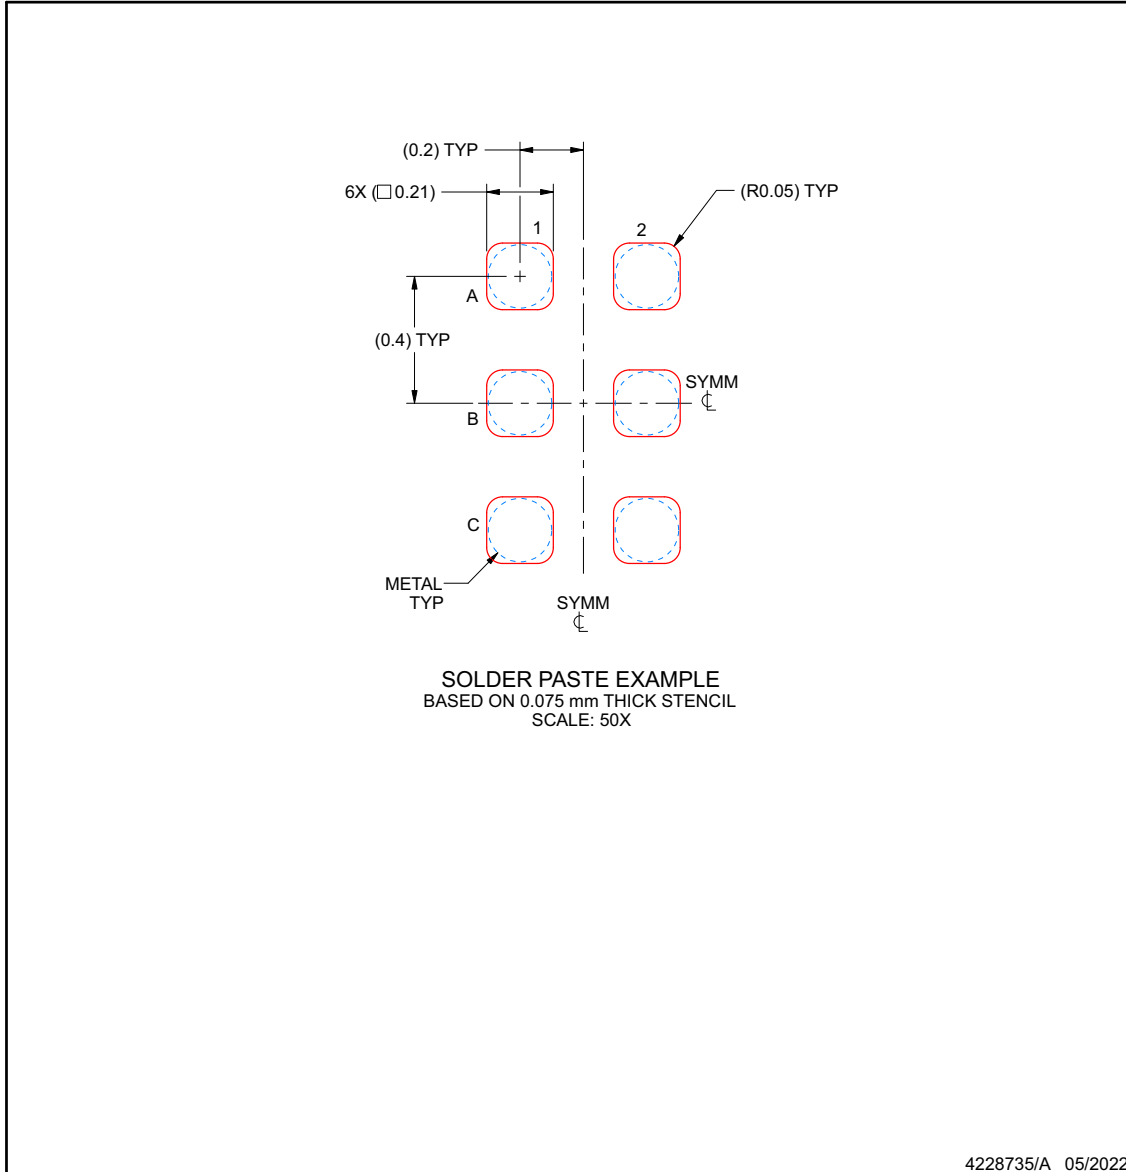 (0.2) TYP
6X (□ 0.21)
(R0.05) TYP
1
2
A
(0.4) TYP
SYMM
℄
B
C
METAL
TYP
SYMM
℄
SOLDER PASTE EXAMPLE
BASED ON 0.075 mm THICK STENCIL
SCALE: 50X
4228735/A 05/2022